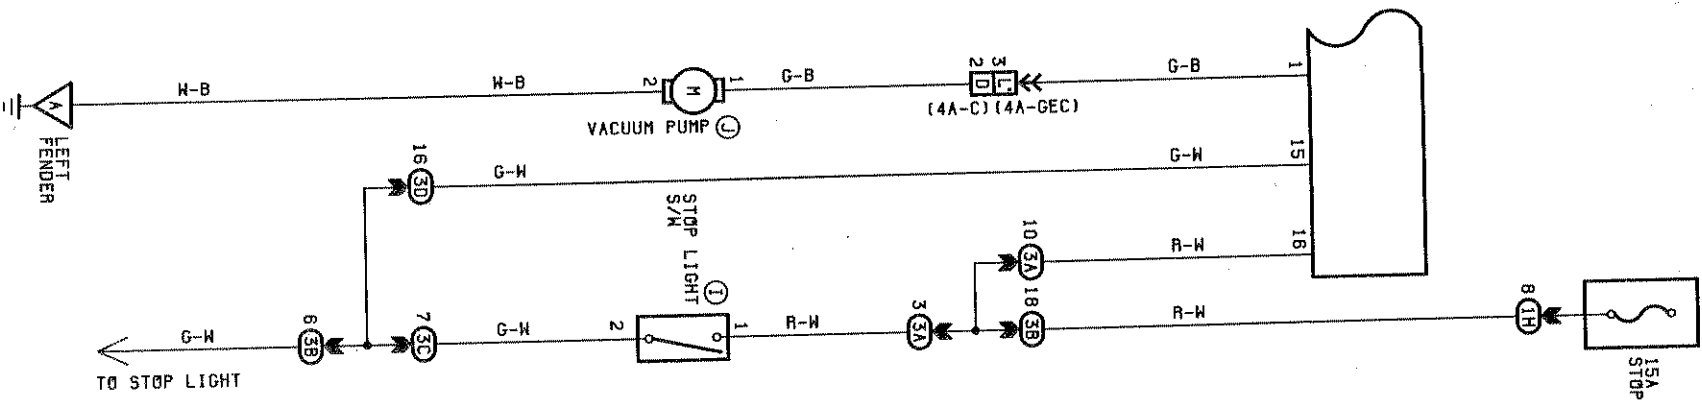 W-B
W-B
2
M
1
G-B
2 3
D L
G-B
1
(4A-C) (4A-GEC)
VACUUM PUMP J
A
LEFT
FENDER
16
3D
G-W
G-W
15
STOP LIGHT
S/W
I
10
3A
R-W
16
6
3B
G-W
7
3C
G-W
2
1
R-W
3
3A
18
3B
R-W
8
1H
15A
STOP
TO STOP LIGHT